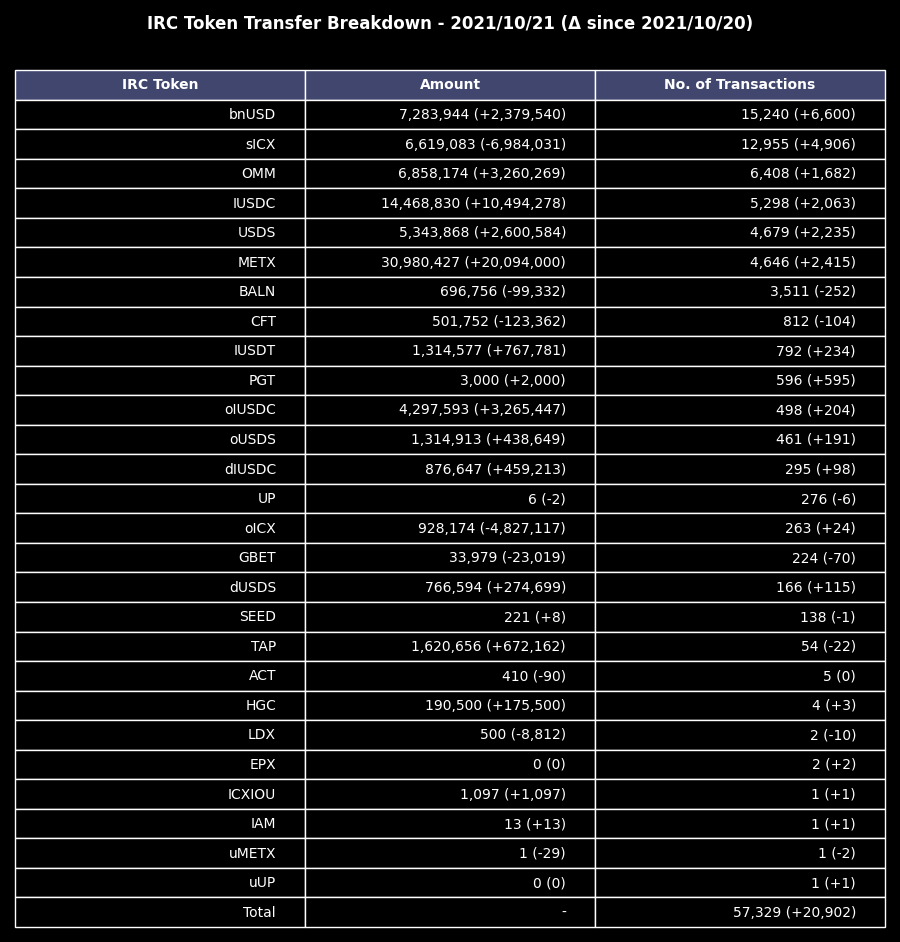 IRC Token Transfer Breakdown - 2021/10/21 (Δ since 2021/10/20)
IRC Token Amount No. of Transactions
bnUSD 7,283,944 (+2,379,540) 15,240 (+6,600)
sICX 6,619,083 (-6,984,031) 12,955 (+4,906)
OMM 6,858,174 (+3,260,269) 6,408 (+1,682)
IUSDC 14,468,830 (+10,494,278) 5,298 (+2,063)
USDS 5,343,868 (+2,600,584) 4,679 (+2,235)
METX 30,980,427 (+20,094,000) 4,646 (+2,415)
BALN 696,756 (-99,332) 3,511 (-252)
CFT 501,752 (-123,362) 812 (-104)
IUSDT 1,314,577 (+767,781) 792 (+234)
PGT 3,000 (+2,000) 596 (+595)
oIUSDC 4,297,593 (+3,265,447) 498 (+204)
oUSDS 1,314,913 (+438,649) 461 (+191)
dIUSDC 876,647 (+459,213) 295 (+98)
UP 6 (-2) 276 (-6)
oICX 928,174 (-4,827,117) 263 (+24)
GBET 33,979 (-23,019) 224 (-70)
dUSDS 766,594 (+274,699) 166 (+115)
SEED 221 (+8) 138 (-1)
TAP 1,620,656 (+672,162) 54 (-22)
ACT 410 (-90) 5 (0)
HGC 190,500 (+175,500) 4 (+3)
LDX 500 (-8,812) 2 (-10)
EPX 0 (0) 2 (+2)
ICXIOU 1,097 (+1,097) 1 (+1)
IAM 13 (+13) 1 (+1)
uMETX 1 (-29) 1 (-2)
uUP 0 (0) 1 (+1)
Total - 57,329 (+20,902)